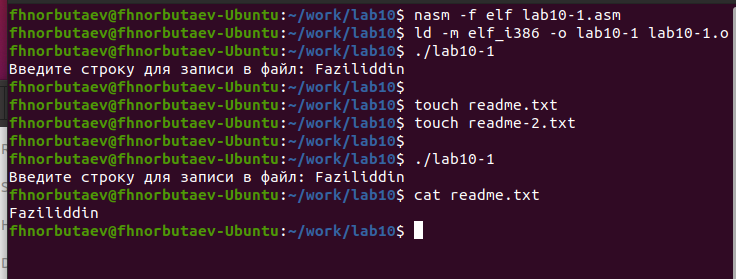 fhnorbutaev@fhnorbutaev-Ubuntu:~/work/lab10$ nasm -f elf lab10-1.asm
fhnorbutaev@fhnorbutaev-Ubuntu:~/work/lab10$ ld -m elf_i386 -o lab10-1 lab10-1.o
fhnorbutaev@fhnorbutaev-Ubuntu:~/work/lab10$ ./lab10-1
Введите строку для записи в файл: Faziliddin
fhnorbutaev@fhnorbutaev-Ubuntu:~/work/lab10$
fhnorbutaev@fhnorbutaev-Ubuntu:~/work/lab10$ touch readme.txt
fhnorbutaev@fhnorbutaev-Ubuntu:~/work/lab10$ touch readme-2.txt
fhnorbutaev@fhnorbutaev-Ubuntu:~/work/lab10$
fhnorbutaev@fhnorbutaev-Ubuntu:~/work/lab10$ ./lab10-1
Введите строку для записи в файл: Faziliddin
fhnorbutaev@fhnorbutaev-Ubuntu:~/work/lab10$ cat readme.txt
Faziliddin
fhnorbutaev@fhnorbutaev-Ubuntu:~/work/lab10$